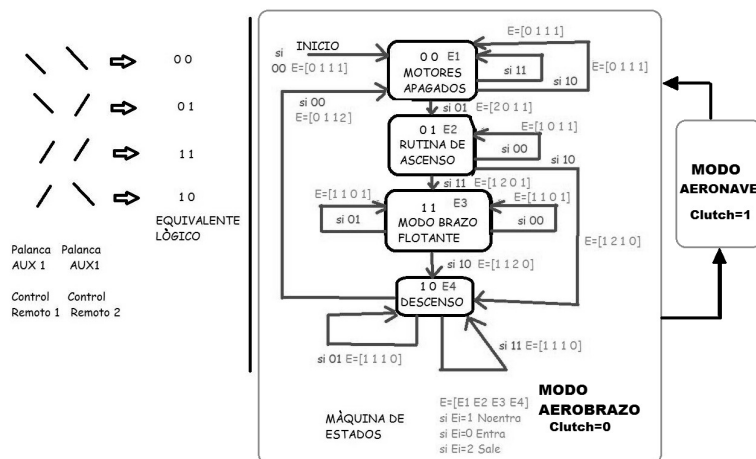 0 0
0 1
1 1
1 0
EQUIVALENTE
LÒGICO
Palanca Palanca
AUX 1 AUX1
Control Control
Remoto 1 Remoto 2
si
00 E=[0 1 1 1]
INICIO
E=[0 1 1 1]
0 0 E1
MOTORES
APAGADOS
si 11
si 10
E=[0 1 1 1]
si 00
E=[0 1 1 2]
si 01 E=[2 0 1 1]
0 1 E2
RUTINA DE
ASCENSO
E=[1 0 1 1]
si 00
si 10
si 11 E=[1 2 0 1]
E=[1 1 0 1]
si 01
1 1 E3
MODO BRAZO
FLOTANTE
E=[1 1 0 1]
si 00
E=[1 2 1 0]
si 10 E=[1 1 2 0]
1 0 E4
DESCENSO
si 01 E=[1 1 1 0]
si 11 E=[1 1 1 0]
MÀQUINA DE
ESTADOS
E=[E1 E2 E3 E4]
si Ei=1 Noentra
si Ei=0 Entra
si Ei=2 Sale
MODO
AEROBRAZO
Clutch=0
MODO
AERONAVE
Clutch=1